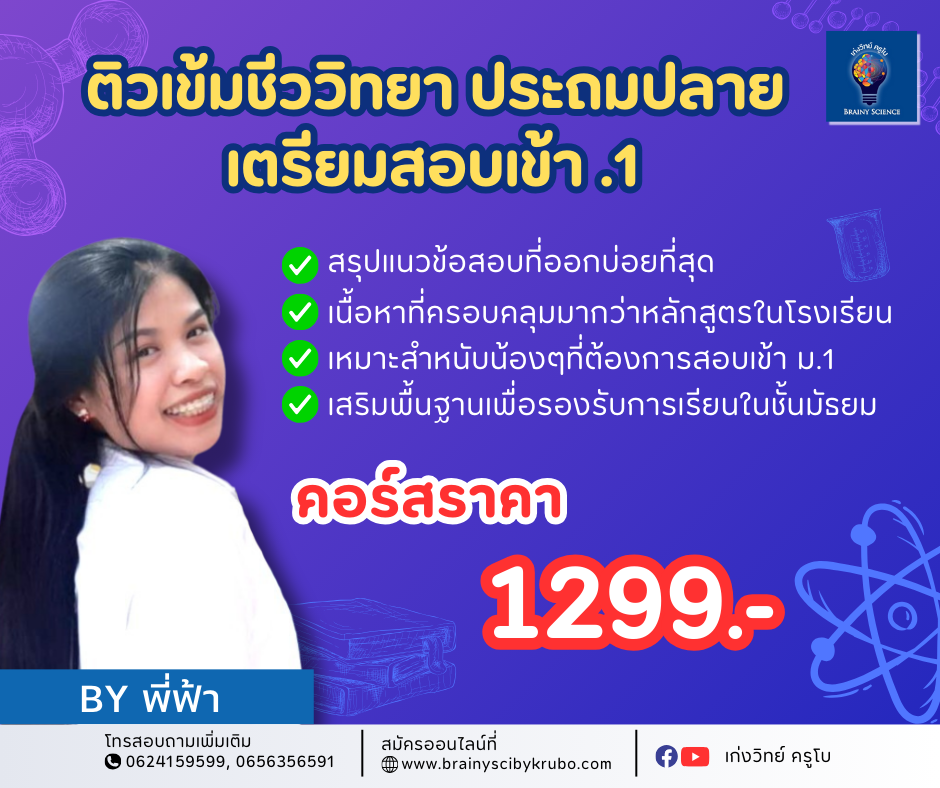 ติวเข้มชีววิทยา ประถมปลาย
เตรียมสอบเข้า .1
เก่งวิทย์ ครูโบ
BRAINY SCIENCE
สรุปแนวข้อสอบที่ออกบ่อยที่สุด
เนื้อหาที่ครอบคลุมมากว่าหลักสูตรในโรงเรียน
เหมาะสำหนับน้องๆที่ต้องการสอบเข้า ม.1
เสริมพื้นฐานเพื่อรองรับการเรียนในชั้นมัธยม
คอร์สราคา
1299.-
BY พี่ฟ้า
โทรสอบถามเพิ่มเติม
0624159599, 0656356591
สมัครออนไลน์ที่
www.brainyscibykrubo.com
เก่งวิทย์ ครูโบ